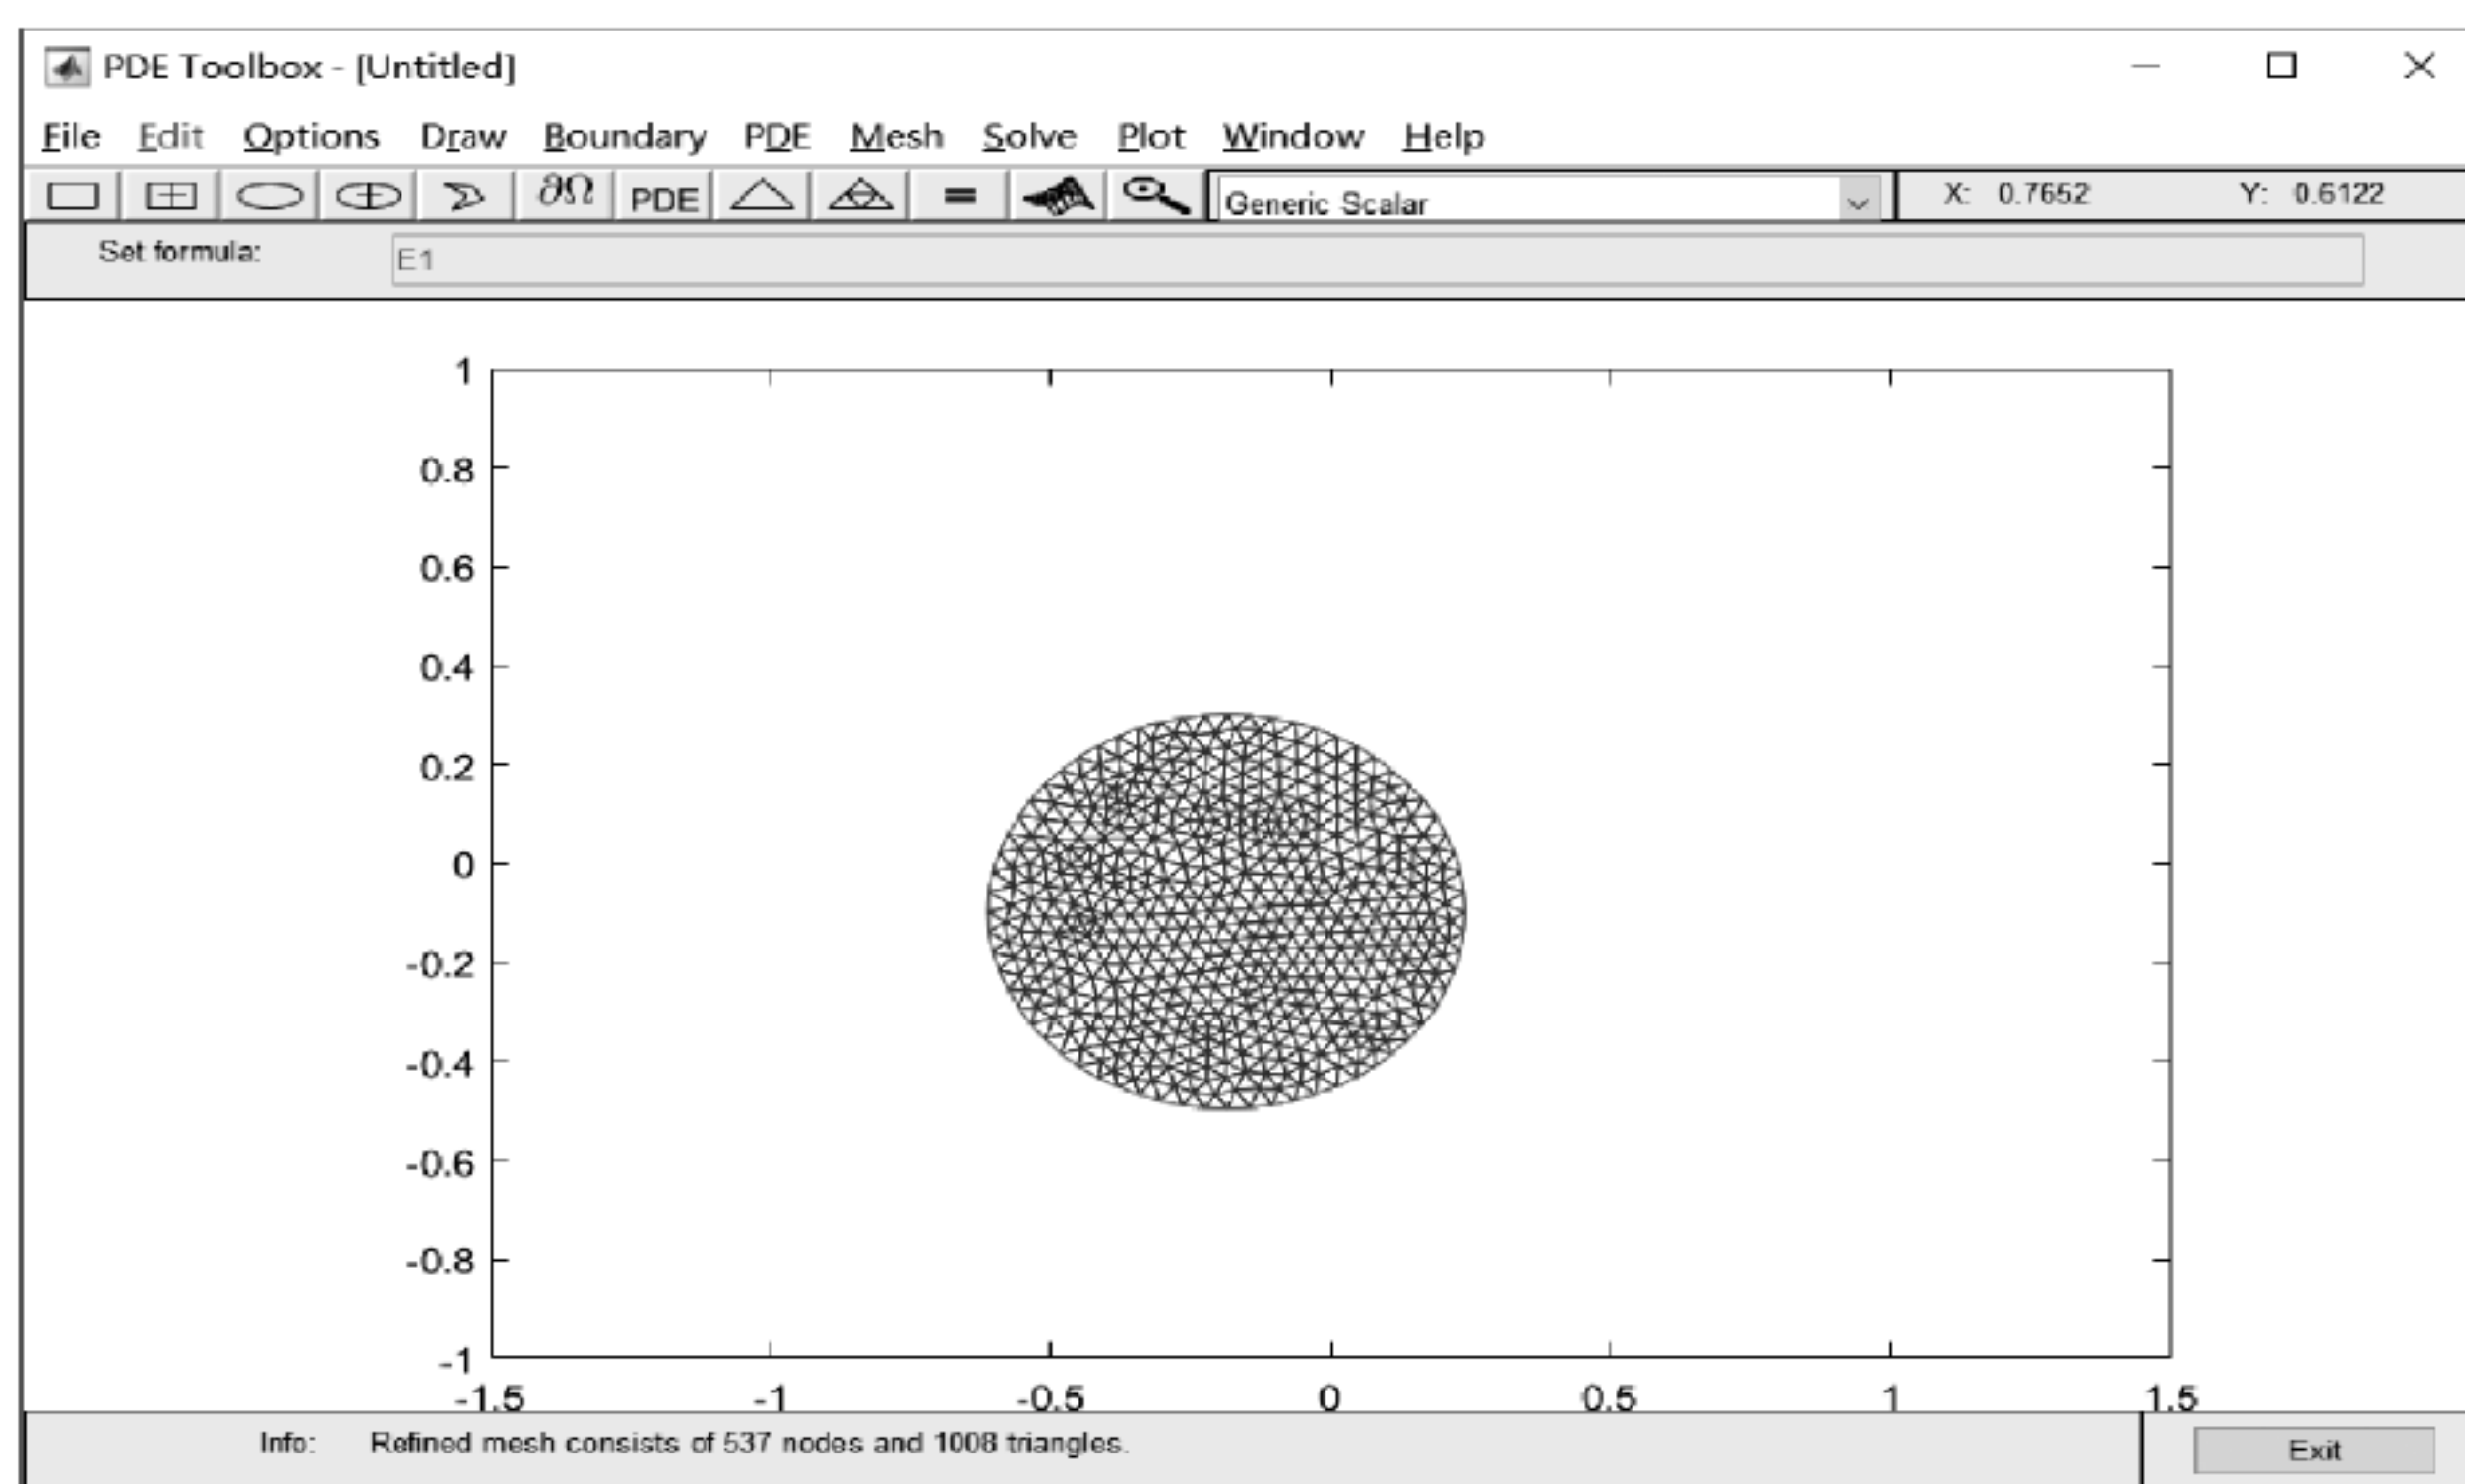 PDE Toolbox - [Untitled]
File Edit Options Draw Boundary PDE Mesh Solve Plot Window Help
∂Ω PDE = Generic Scalar X: 0.7652 Y: 0.6122
Set formula: E1
1
0.8
0.6
0.4
0.2
0
-0.2
-0.4
-0.6
-0.8
-1
-1.5 -1 -0.5 0 0.5 1 1.5
Info: Refined mesh consists of 537 nodes and 1008 triangles. Exit